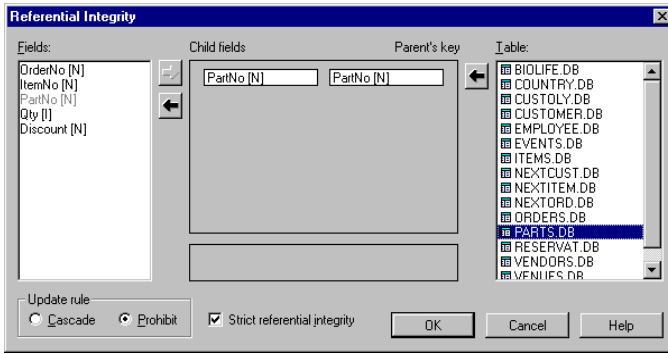 Referential Integrity
Fields:
Child fields
Parent's key
Table:
OrderNo [N]
ItemNo [N]
PartNo [N]
Qty [I]
Discount [N]
PartNo [N]
PartNo [N]
BIOLIFE.DB
COUNTRY.DB
CUSTOLY.DB
CUSTOMER.DB
EMPLOYEE.DB
EVENTS.DB
ITEMS.DB
NEXTCUST.DB
NEXTITEM.DB
NEXTORD.DB
ORDERS.DB
PARTS.DB
RESERVAT.DB
VENDORS.DB
VENUES.DB
Update rule
Cascade
Prohibit
Strict referential integrity
OK
Cancel
Help